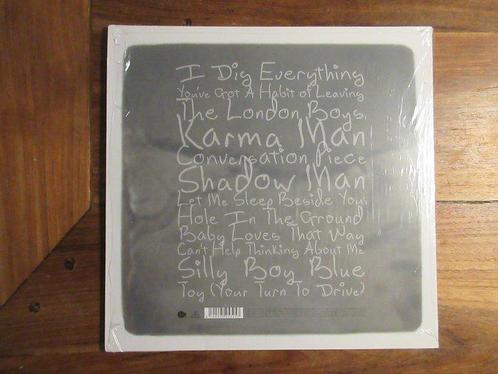 I Dig Everything
You've Got A Habit of Leaving
The London Boys
Karma Man
Conversation Piece
Shadow Man
Let Me Sleep Beside You
Hole In The Ground
Baby Loves That Way
Can't Help Thinking About Me
Silly Boy Blue
Toy (Your Turn To Drive)